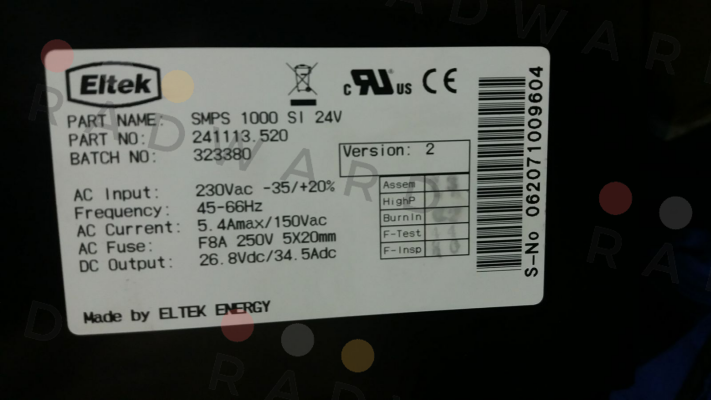 Eltek
c RU us CE
PART NAME: SMPS 1000 SI 24V
PART NO: 241113.520
BATCH NO: 323380
Version: 2
AC Input: 230Vac -35/+20%
Frequency: 45-66Hz
AC Current: 5.4Amax/150Vac
AC Fuse: F8A 250V 5X20mm
DC Output: 26.8Vdc/34.5Adc
Assem
HighP
BurnIn
F-Test
F-Insp
Made by ELTEK ENERGY
S-No 062071009604
RADWARD